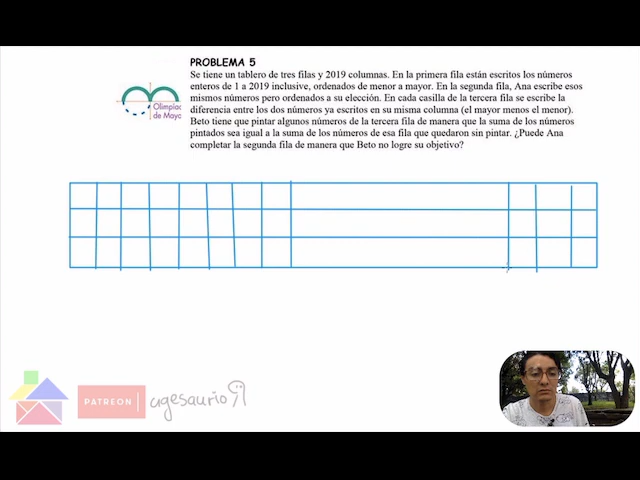 PROBLEMA 5
Se tiene un tablero de tres filas y 2019 columnas. En la primera fila están escritos los números
enteros de 1 a 2019 inclusive, ordenados de menor a mayor. En la segunda fila, Ana escribe esos
mismos números pero ordenados a su elección. En cada casilla de la tercera fila se escribe la
diferencia entre los dos números ya escritos en su misma columna (el mayor menos el menor).
Beto tiene que pintar algunos números de la tercera fila de manera que la suma de los números
pintados sea igual a la suma de los números de esa fila que quedaron sin pintar. ¿Puede Ana
completar la segunda fila de manera que Beto no logre su objetivo?
Olimpiad
de Mayo
PATREON
agesaurio